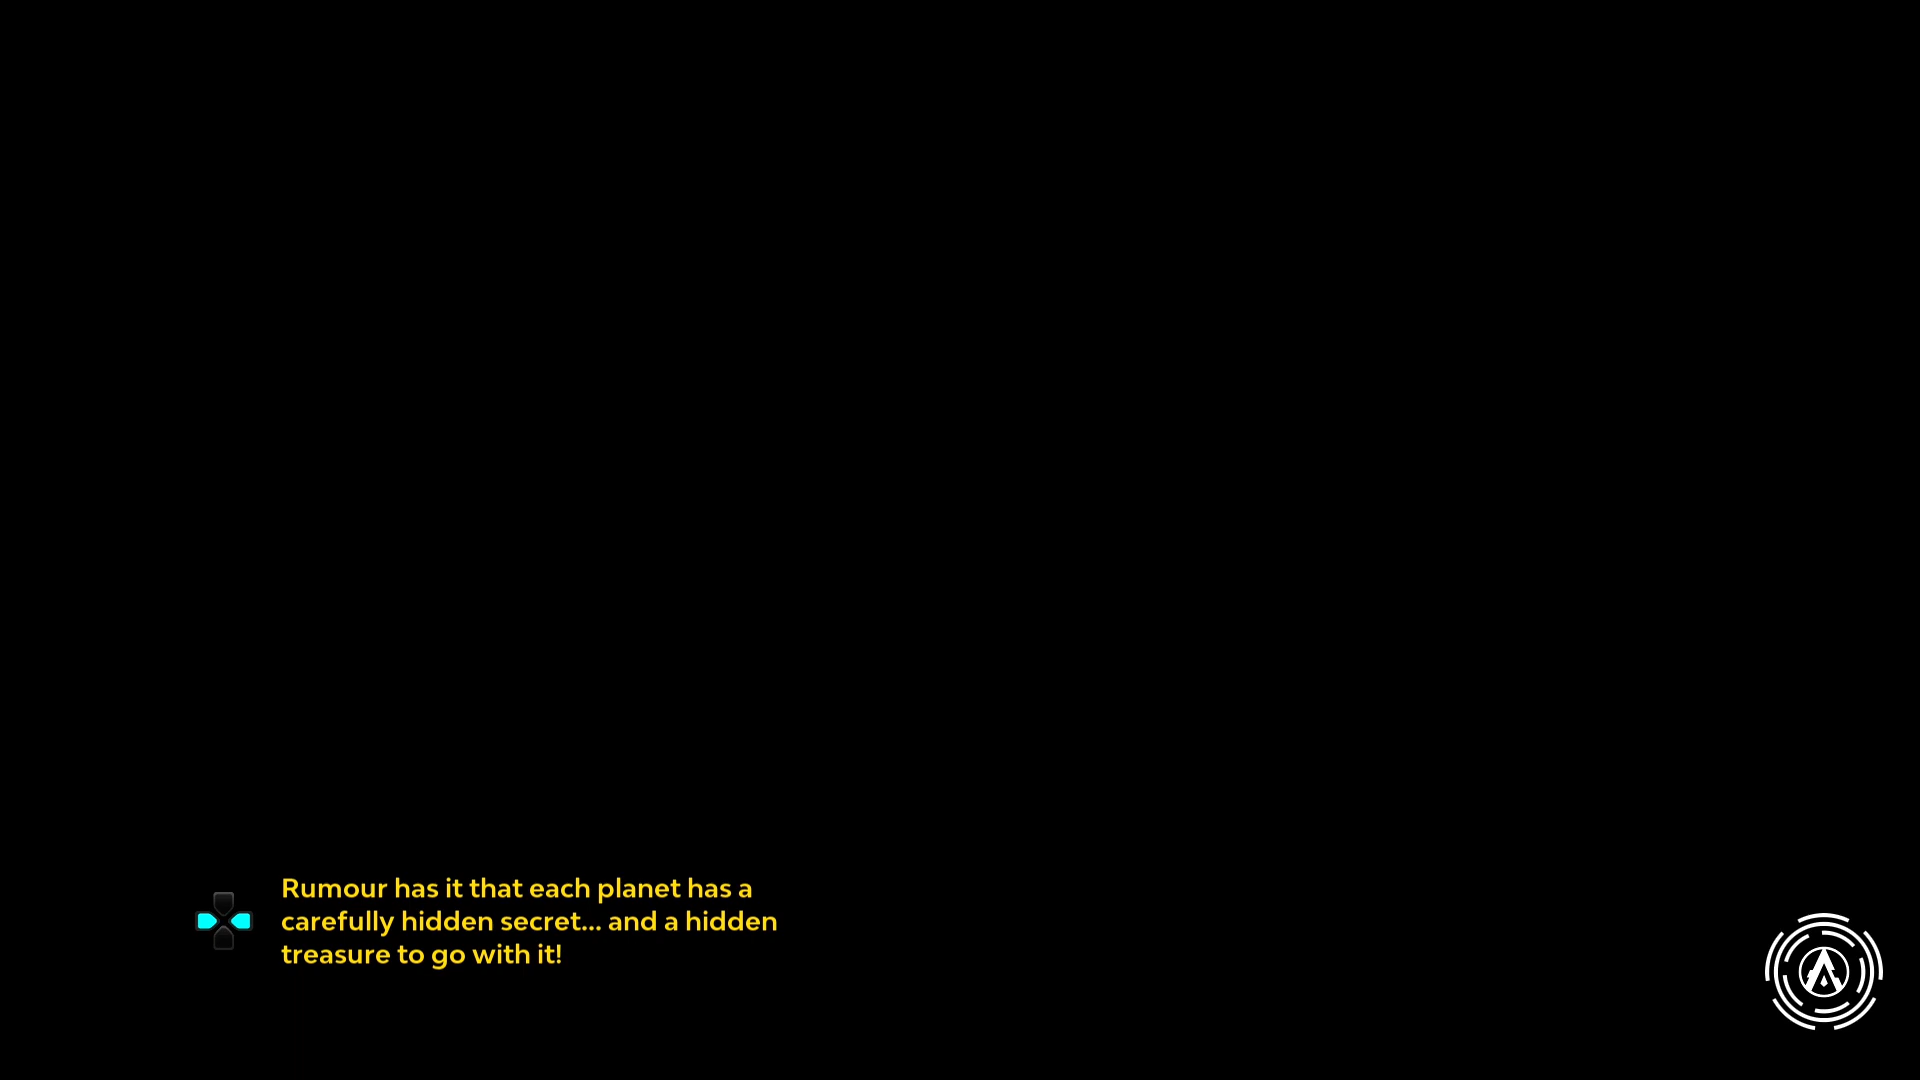 Rumour has it that each planet has a
carefully hidden secret... and a hidden
treasure to go with it!